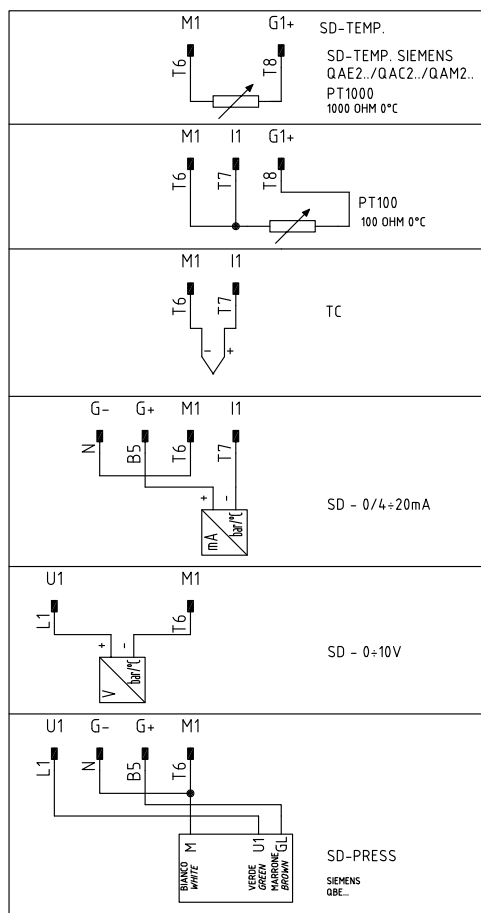 M1 G1+ SD-TEMP.
T6 T8 SD-TEMP. SIEMENS
QAE2../QAC2../QAM2..
PT1000
1000 OHM 0°C
M1 I1 G1+
T6 T7 T8
PT100
100 OHM 0°C
M1 I1
T6 T7
TC
- +
G- G+ M1 I1
N B5 T6 T7
+ -
SD - 0/4÷20mA
mA bar/°C
U1 M1
L1 T6
+ -
SD - 0÷10V
V bar/°C
U1 G- G+ M1
L1 N B5 T6
M U1 GL
BIANCO VERDE MARRONE
WHITE GREEN BROWN
SD-PRESS
SIEMENS
QBE...